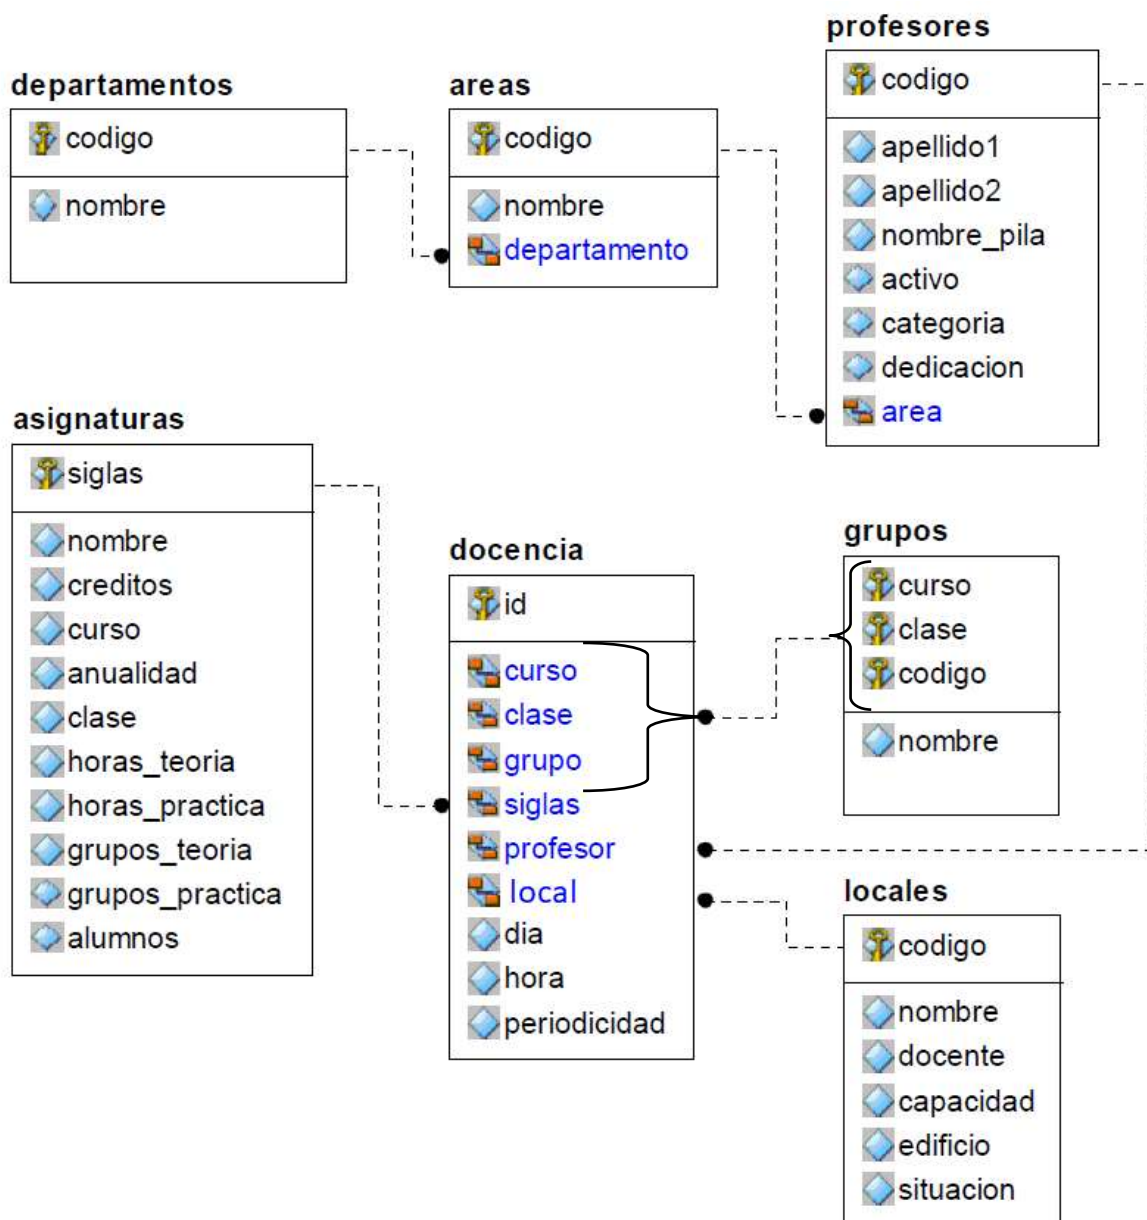 departamentos
codigo
nombre
areas
codigo
nombre
departamento
profesores
codigo
apellido1
apellido2
nombre_pila
activo
categoria
dedicacion
area
asignaturas
siglas
nombre
creditos
curso
anualidad
clase
horas_teoria
horas_practica
grupos_teoria
grupos_practica
alumnos
docencia
id
curso
clase
grupo
siglas
profesor
local
dia
hora
periodicidad
grupos
curso
clase
codigo
nombre
locales
codigo
nombre
docente
capacidad
edificio
situacion